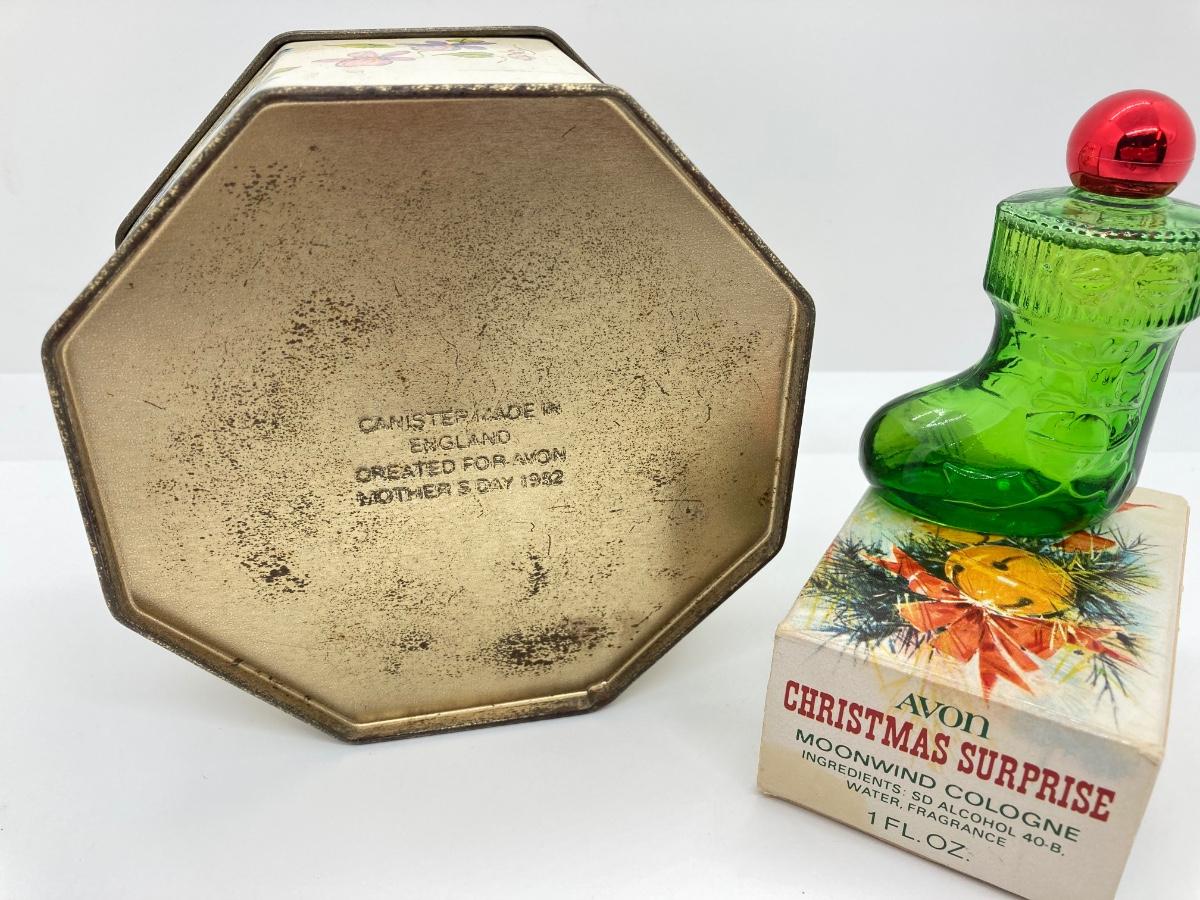 CANISTER MADE IN
ENGLAND
CREATED FOR AVON
MOTHER S DAY 1982
AVON
CHRISTMAS SURPRISE
MOONWIND COLOGNE
INGREDIENTS: SD ALCOHOL 40-B,
WATER, FRAGRANCE
1 FL. OZ.